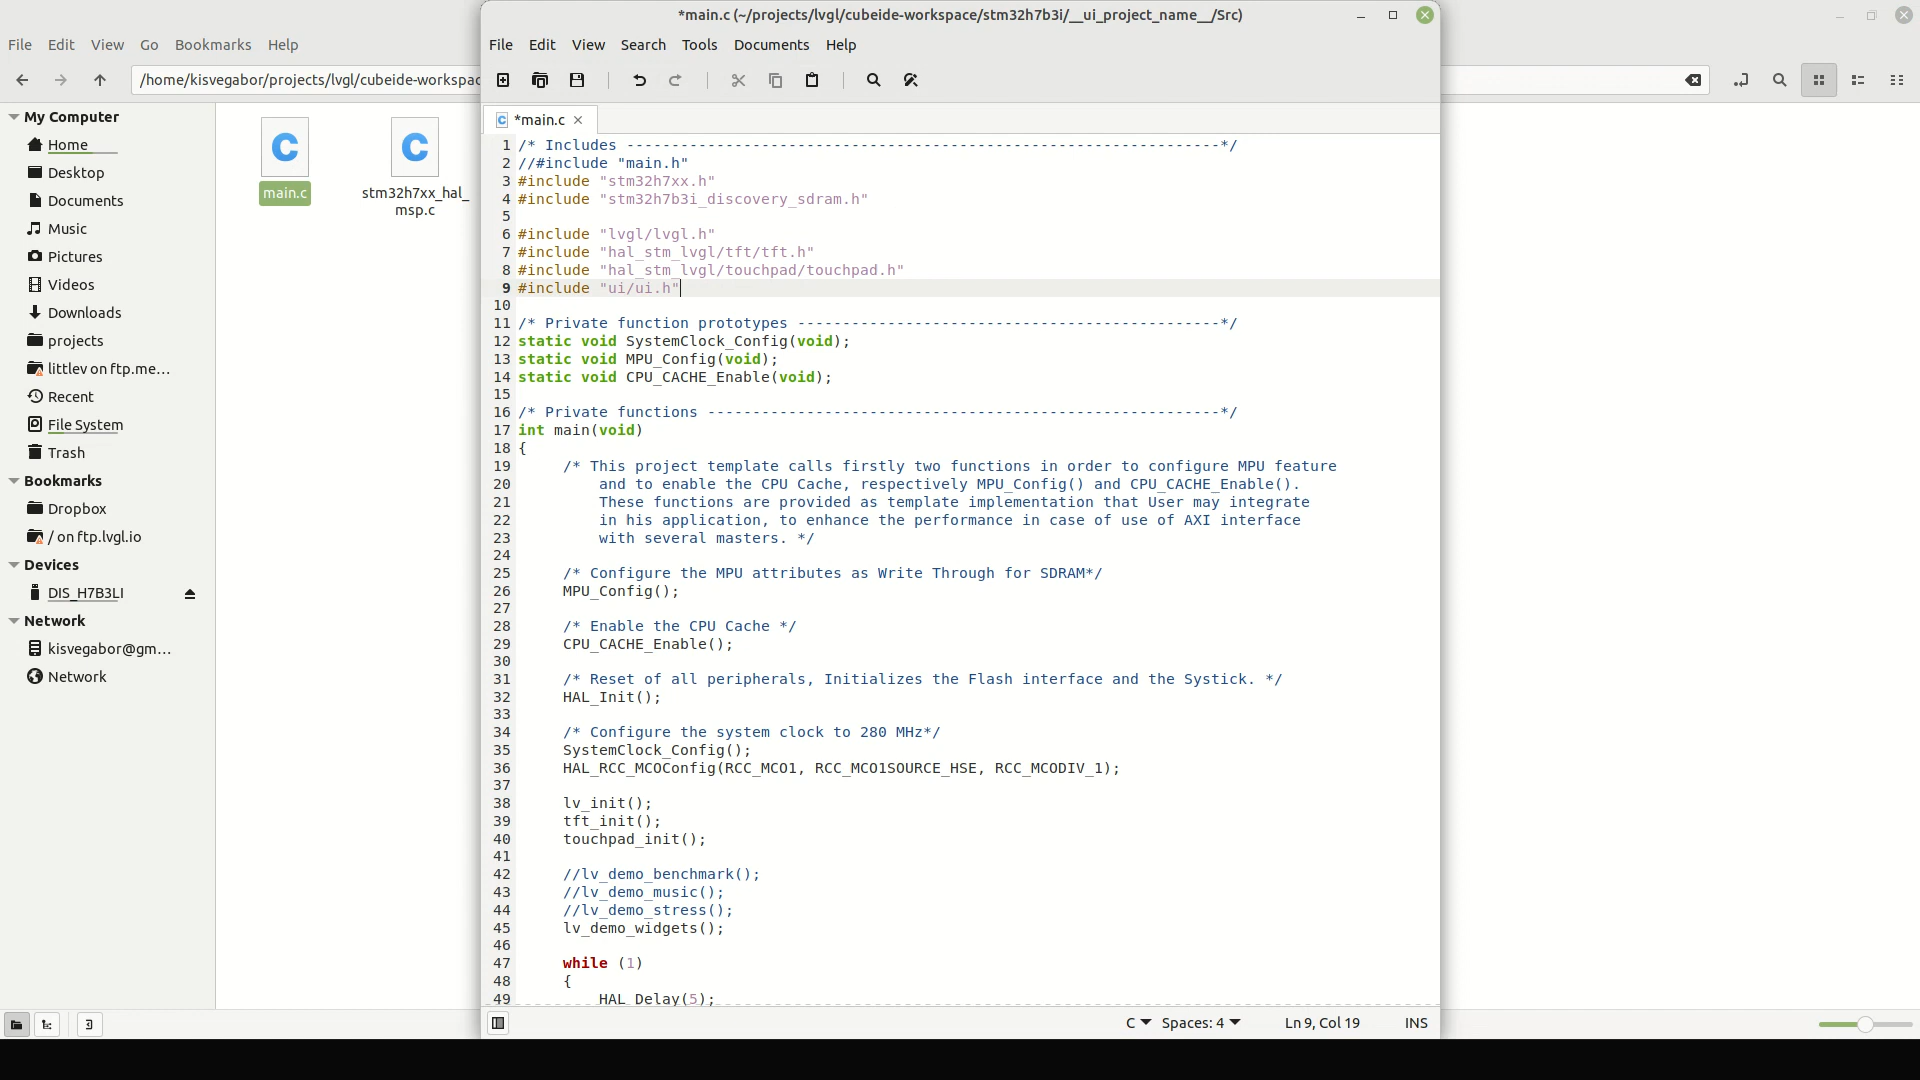 *main.c (~/projects/lvgl/cubeide-workspace/stm32h7b3i/__ui_project_name__/Src)
File Edit View Go Bookmarks Help
File Edit View Search Tools Documents Help
/home/kisvegabor/projects/lvgl/cubeide-workspac
My Computer
Home
Desktop
Documents
Music
Pictures
Videos
Downloads
projects
littlev on ftp.me...
Recent
File System
Trash
Bookmarks
Dropbox
/ on ftp.lvgl.io
Devices
DIS_H7B3LI
Network
kisvegabor@gm...
Network
C
main.c
C
stm32h7xx_hal_
msp.c
C *main.c
1 /* Includes ------------------------------------------------------------------*/
2 //#include "main.h"
3 #include "stm32h7xx.h"
4 #include "stm32h7b3i_discovery_sdram.h"
5
6 #include "lvgl/lvgl.h"
7 #include "hal_stm_lvgl/tft/tft.h"
8 #include "hal_stm_lvgl/touchpad/touchpad.h"
9 #include "ui/ui.h"
10
11 /* Private function prototypes -----------------------------------------------*/
12 static void SystemClock_Config(void);
13 static void MPU_Config(void);
14 static void CPU_CACHE_Enable(void);
15
16 /* Private functions ---------------------------------------------------------*/
17 int main(void)
18 {
19 /* This project template calls firstly two functions in order to configure MPU feature
20 and to enable the CPU Cache, respectively MPU_Config() and CPU_CACHE_Enable().
21 These functions are provided as template implementation that User may integrate
22 in his application, to enhance the performance in case of use of AXI interface
23 with several masters. */
24
25 /* Configure the MPU attributes as Write Through for SDRAM*/
26 MPU_Config();
27
28 /* Enable the CPU Cache */
29 CPU_CACHE_Enable();
30
31 /* Reset of all peripherals, Initializes the Flash interface and the Systick. */
32 HAL_Init();
33
34 /* Configure the system clock to 280 MHz*/
35 SystemClock_Config();
36 HAL_RCC_MCOConfig(RCC_MCO1, RCC_MCO1SOURCE_HSE, RCC_MCODIV_1);
37
38 lv_init();
39 tft_init();
40 touchpad_init();
41
42 //lv_demo_benchmark();
43 //lv_demo_music();
44 //lv_demo_stress();
45 lv_demo_widgets();
46
47 while (1)
48 {
49 HAL_Delay(5);
C Spaces: 4 Ln 9, Col 19 INS